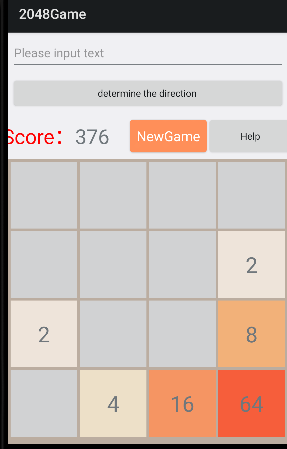 2048Game
Please input text
determine the direction
Score： 376 NewGame Help
2
2 8
4 16 64